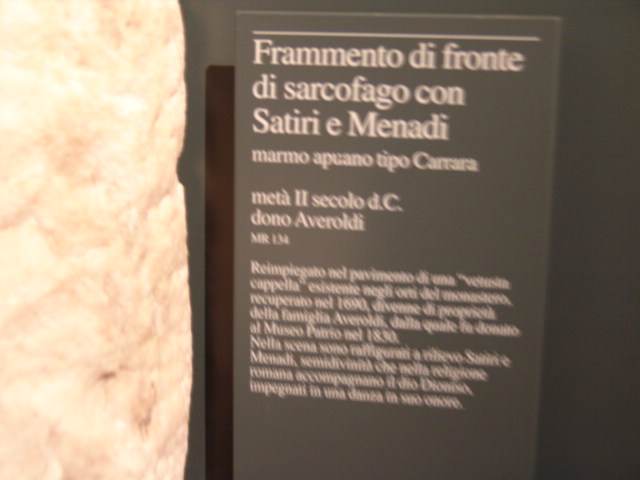 Frammento di fronte
di sarcofago con
Satiri e Menadi
marmo apuano tipo Carrara
metà II secolo d.C.
dono Averoldi
MR 134
Reimpiegato nel pavimento di una "vetusta
cappella" esistente negli orti del monastero,
recuperato nel 1690, divenne di proprietà
della famiglia Averoldi, dalla quale fu donato
al Museo Patrio nel 1830.
Nella scena sono raffigurati a rilievo Satiri e
Menadi, semidivinità che nella religione
romana accompagnano il dio Dioniso,
impegnati in una danza in suo onore.